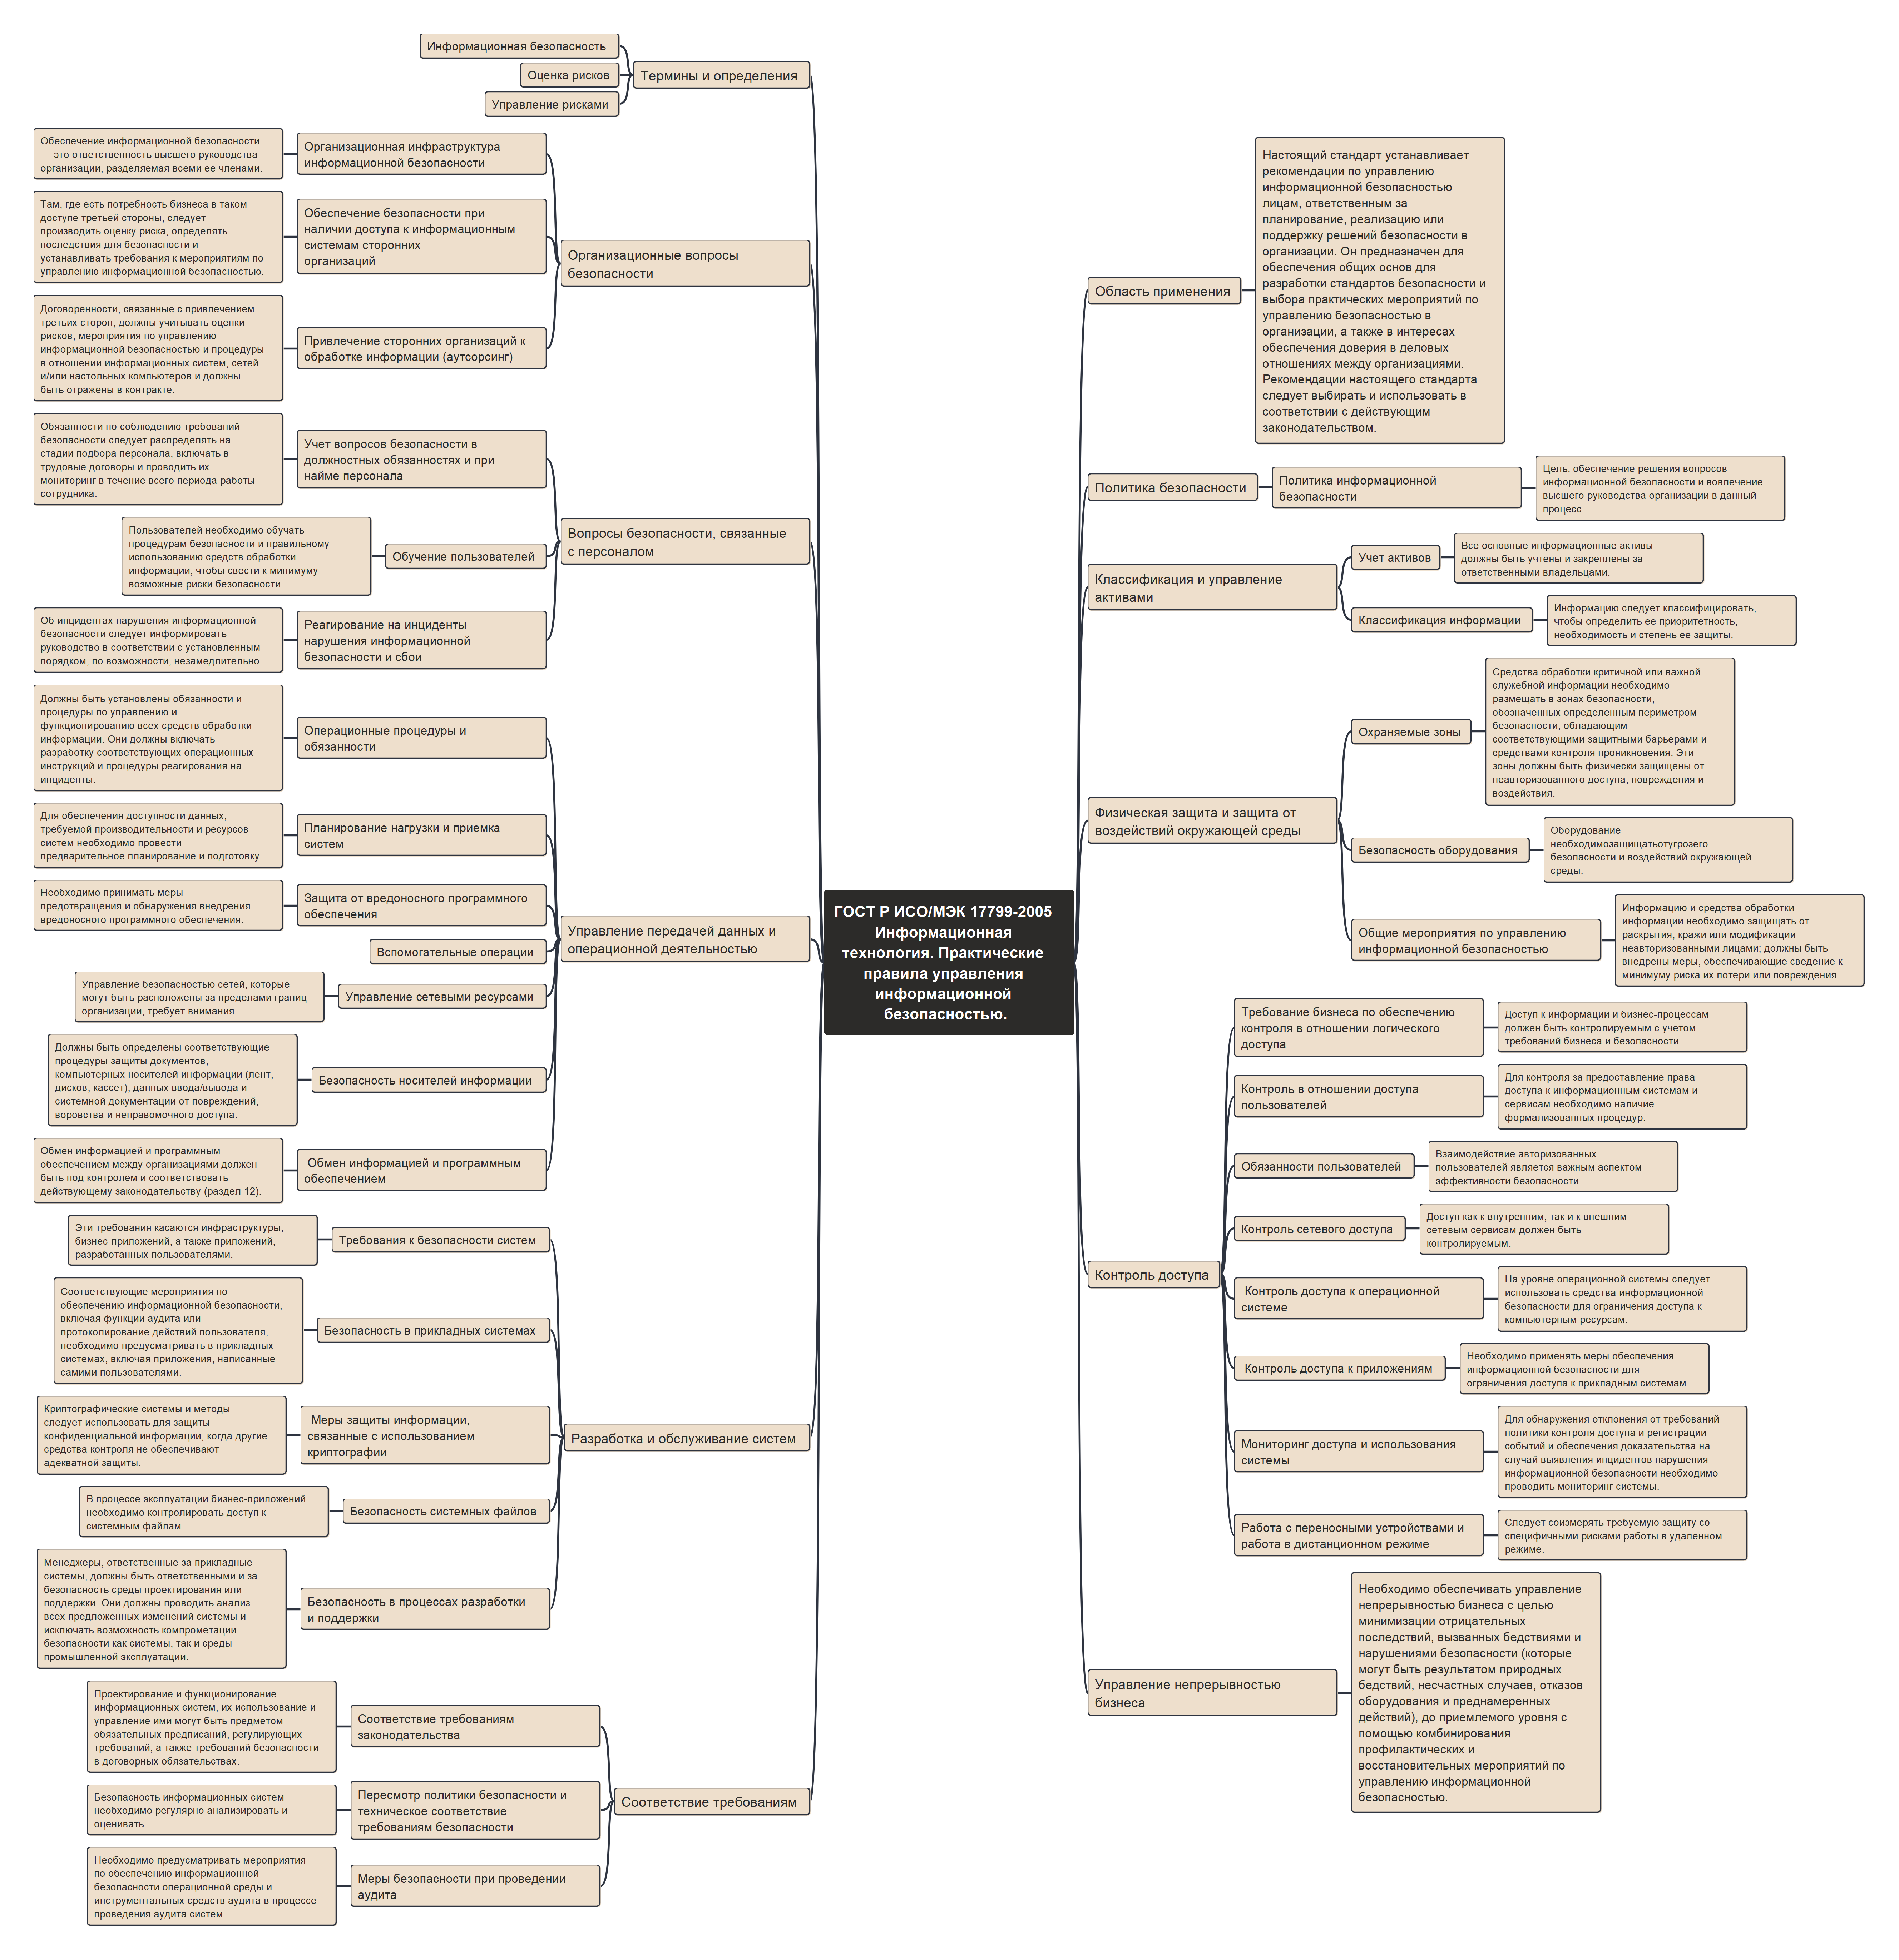 ГОСТ Р ИСО/МЭК 17799-2005
Информационная
технология. Практические
правила управления
информационной
безопасностью.
Термины и определения
Информационная безопасность
Оценка рисков
Управление рисками
Организационные вопросы
безопасности
Организационная инфраструктура
информационной безопасности
Обеспечение информационной безопасности
— это ответственность высшего руководства
организации, разделяемая всеми ее членами.
Обеспечение безопасности при
наличии доступа к информационным
системам сторонних
организаций
Там, где есть потребность бизнеса в таком
доступе третьей стороны, следует
производить оценку риска, определять
последствия для безопасности и
устанавливать требования к мероприятиям по
управлению информационной безопасностью.
Привлечение сторонних организаций к
обработке информации (аутсорсинг)
Договоренности, связанные с привлечением
третьих сторон, должны учитывать оценки
рисков, мероприятия по управлению
информационной безопасностью и процедуры
в отношении информационных систем, сетей
и/или настольных компьютеров и должны
быть отражены в контракте.
Вопросы безопасности, связанные
с персоналом
Учет вопросов безопасности в
должностных обязанностях и при
найме персонала
Обязанности по соблюдению требований
безопасности следует распределять на
стадии подбора персонала, включать в
трудовые договоры и проводить их
мониторинг в течение всего периода работы
сотрудника.
Обучение пользователей
Пользователей необходимо обучать
процедурам безопасности и правильному
использованию средств обработки
информации, чтобы свести к минимуму
возможные риски безопасности.
Реагирование на инциденты
нарушения информационной
безопасности и сбои
Об инцидентах нарушения информационной
безопасности следует информировать
руководство в соответствии с установленным
порядком, по возможности, незамедлительно.
Управление передачей данных и
операционной деятельностью
Операционные процедуры и
обязанности
Должны быть установлены обязанности и
процедуры по управлению и
функционированию всех средств обработки
информации. Они должны включать
разработку соответствующих операционных
инструкций и процедуры реагирования на
инциденты.
Планирование нагрузки и приемка
систем
Для обеспечения доступности данных,
требуемой производительности и ресурсов
систем необходимо провести
предварительное планирование и подготовку.
Защита от вредоносного программного
обеспечения
Необходимо принимать меры
предотвращения и обнаружения внедрения
вредоносного программного обеспечения.
Вспомогательные операции
Управление сетевыми ресурсами
Управление безопасностью сетей, которые
могут быть расположены за пределами границ
организации, требует внимания.
Безопасность носителей информации
Должны быть определены соответствующие
процедуры защиты документов,
компьютерных носителей информации (лент,
дисков, кассет), данных ввода/вывода и
системной документации от повреждений,
воровства и неправомочного доступа.
Обмен информацией и программным
обеспечением
Обмен информацией и программным
обеспечением между организациями должен
быть под контролем и соответствовать
действующему законодательству (раздел 12).
Разработка и обслуживание систем
Требования к безопасности систем
Эти требования касаются инфраструктуры,
бизнес-приложений, а также приложений,
разработанных пользователями.
Безопасность в прикладных системах
Соответствующие мероприятия по
обеспечению информационной безопасности,
включая функции аудита или
протоколирование действий пользователя,
необходимо предусматривать в прикладных
системах, включая приложения, написанные
самими пользователями.
Меры защиты информации,
связанные с использованием
криптографии
Криптографические системы и методы
следует использовать для защиты
конфиденциальной информации, когда другие
средства контроля не обеспечивают
адекватной защиты.
Безопасность системных файлов
В процессе эксплуатации бизнес-приложений
необходимо контролировать доступ к
системным файлам.
Безопасность в процессах разработки
и поддержки
Менеджеры, ответственные за прикладные
системы, должны быть ответственными и за
безопасность среды проектирования или
поддержки. Они должны проводить анализ
всех предложенных изменений системы и
исключать возможность компрометации
безопасности как системы, так и среды
промышленной эксплуатации.
Соответствие требованиям
Соответствие требованиям
законодательства
Проектирование и функционирование
информационных систем, их использование и
управление ими могут быть предметом
обязательных предписаний, регулирующих
требований, а также требований безопасности
в договорных обязательствах.
Пересмотр политики безопасности и
техническое соответствие
требованиям безопасности
Безопасность информационных систем
необходимо регулярно анализировать и
оценивать.
Меры безопасности при проведении
аудита
Необходимо предусматривать мероприятия
по обеспечению информационной
безопасности операционной среды и
инструментальных средств аудита в процессе
проведения аудита систем.
Область применения
Настоящий стандарт устанавливает
рекомендации по управлению
информационной безопасностью
лицам, ответственным за
планирование, реализацию или
поддержку решений безопасности в
организации. Он предназначен для
обеспечения общих основ для
разработки стандартов безопасности и
выбора практических мероприятий по
управлению безопасностью в
организации, а также в интересах
обеспечения доверия в деловых
отношениях между организациями.
Рекомендации настоящего стандарта
следует выбирать и использовать в
соответствии с действующим
законодательством.
Политика безопасности
Политика информационной
безопасности
Цель: обеспечение решения вопросов
информационной безопасности и вовлечение
высшего руководства организации в данный
процесс.
Классификация и управление
активами
Учет активов
Все основные информационные активы
должны быть учтены и закреплены за
ответственными владельцами.
Классификация информации
Информацию следует классифицировать,
чтобы определить ее приоритетность,
необходимость и степень ее защиты.
Физическая защита и защита от
воздействий окружающей среды
Охраняемые зоны
Средства обработки критичной или важной
служебной информации необходимо
размещать в зонах безопасности,
обозначенных определенным периметром
безопасности, обладающим
соответствующими защитными барьерами и
средствами контроля проникновения. Эти
зоны должны быть физически защищены от
неавторизованного доступа, повреждения и
воздействия.
Безопасность оборудования
Оборудование
необходимозащищатьотугрозего
безопасности и воздействий окружающей
среды.
Общие мероприятия по управлению
информационной безопасностью
Информацию и средства обработки
информации необходимо защищать от
раскрытия, кражи или модификации
неавторизованными лицами; должны быть
внедрены меры, обеспечивающие сведение к
минимуму риска их потери или повреждения.
Контроль доступа
Требование бизнеса по обеспечению
контроля в отношении логического
доступа
Доступ к информации и бизнес-процессам
должен быть контролируемым с учетом
требований бизнеса и безопасности.
Контроль в отношении доступа
пользователей
Для контроля за предоставление права
доступа к информационным системам и
сервисам необходимо наличие
формализованных процедур.
Обязанности пользователей
Взаимодействие авторизованных
пользователей является важным аспектом
эффективности безопасности.
Контроль сетевого доступа
Доступ как к внутренним, так и к внешним
сетевым сервисам должен быть
контролируемым.
Контроль доступа к операционной
системе
На уровне операционной системы следует
использовать средства информационной
безопасности для ограничения доступа к
компьютерным ресурсам.
Контроль доступа к приложениям
Необходимо применять меры обеспечения
информационной безопасности для
ограничения доступа к прикладным системам.
Мониторинг доступа и использования
системы
Для обнаружения отклонения от требований
политики контроля доступа и регистрации
событий и обеспечения доказательства на
случай выявления инцидентов нарушения
информационной безопасности необходимо
проводить мониторинг системы.
Работа с переносными устройствами и
работа в дистанционном режиме
Следует соизмерять требуемую защиту со
специфичными рисками работы в удаленном
режиме.
Управление непрерывностью
бизнеса
Необходимо обеспечивать управление
непрерывностью бизнеса с целью
минимизации отрицательных
последствий, вызванных бедствиями и
нарушениями безопасности (которые
могут быть результатом природных
бедствий, несчастных случаев, отказов
оборудования и преднамеренных
действий), до приемлемого уровня с
помощью комбинирования
профилактических и
восстановительных мероприятий по
управлению информационной
безопасностью.